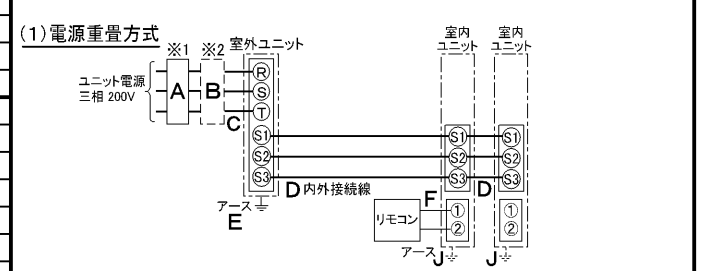 (1)電源重畳方式
※1 ※2 室外ユニット 室内ユニット 室内ユニット
ユニット電源
三相 200V
A B C
R
S
T
S1 S1 S1
S2 S2 S2
S3 S3 S3
D 内外接続線 D
アース
E
リモコン F ① ①
② ②
アース J J